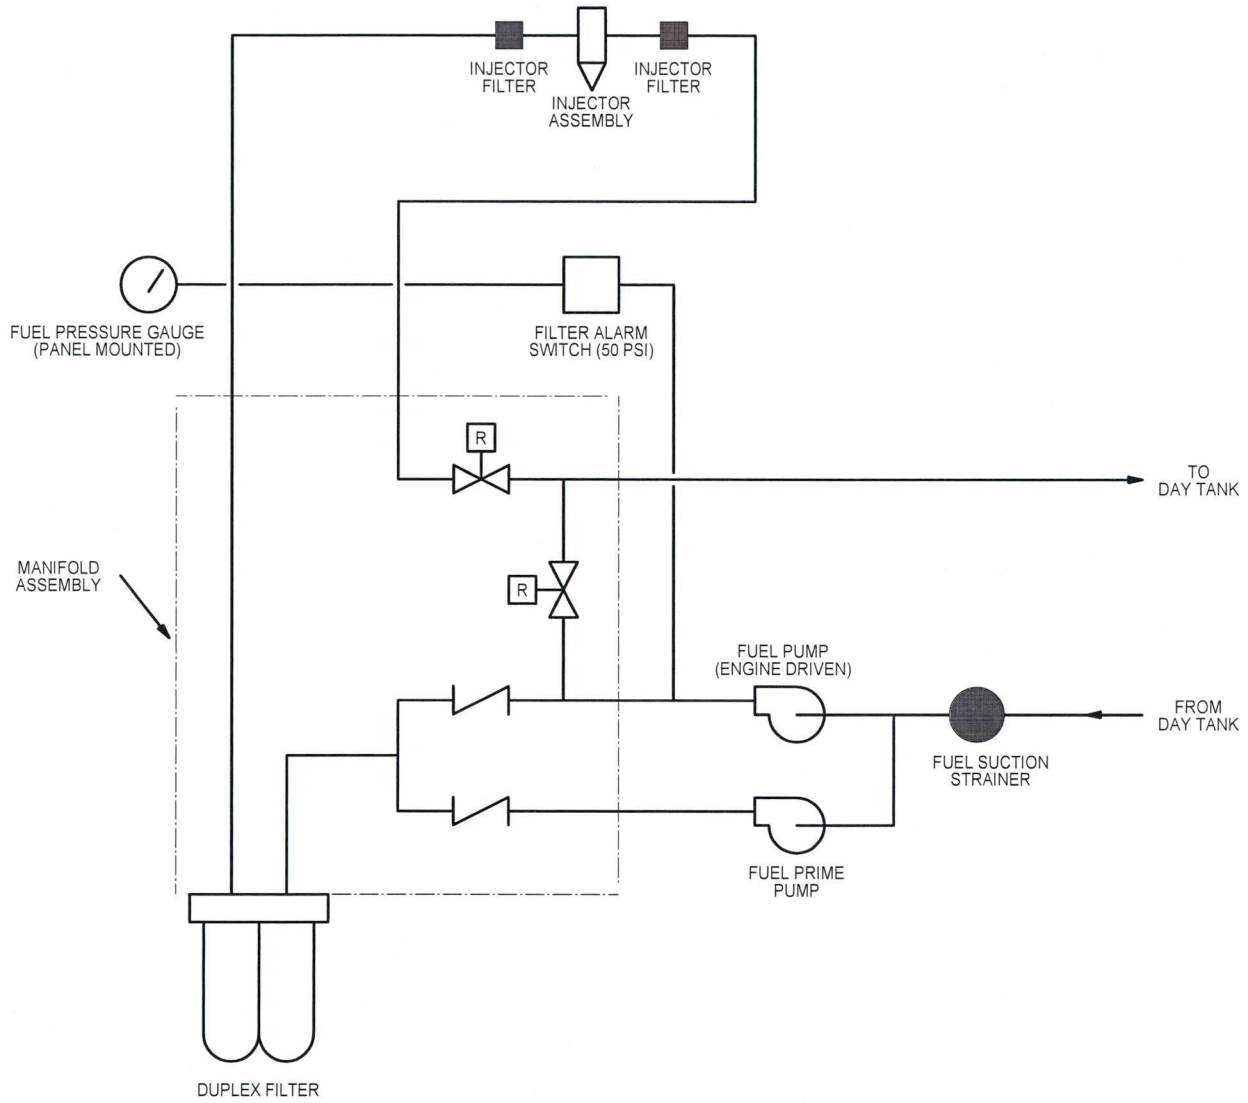 INJECTOR
FILTER
INJECTOR
ASSEMBLY
INJECTOR
FILTER
FUEL PRESSURE GAUGE
(PANEL MOUNTED)
FILTER ALARM
SWITCH (50 PSI)
R
TO
DAY TANK
MANIFOLD
ASSEMBLY
R
FUEL PUMP
(ENGINE DRIVEN)
FROM
DAY TANK
FUEL SUCTION
STRAINER
FUEL PRIME
PUMP
DUPLEX FILTER